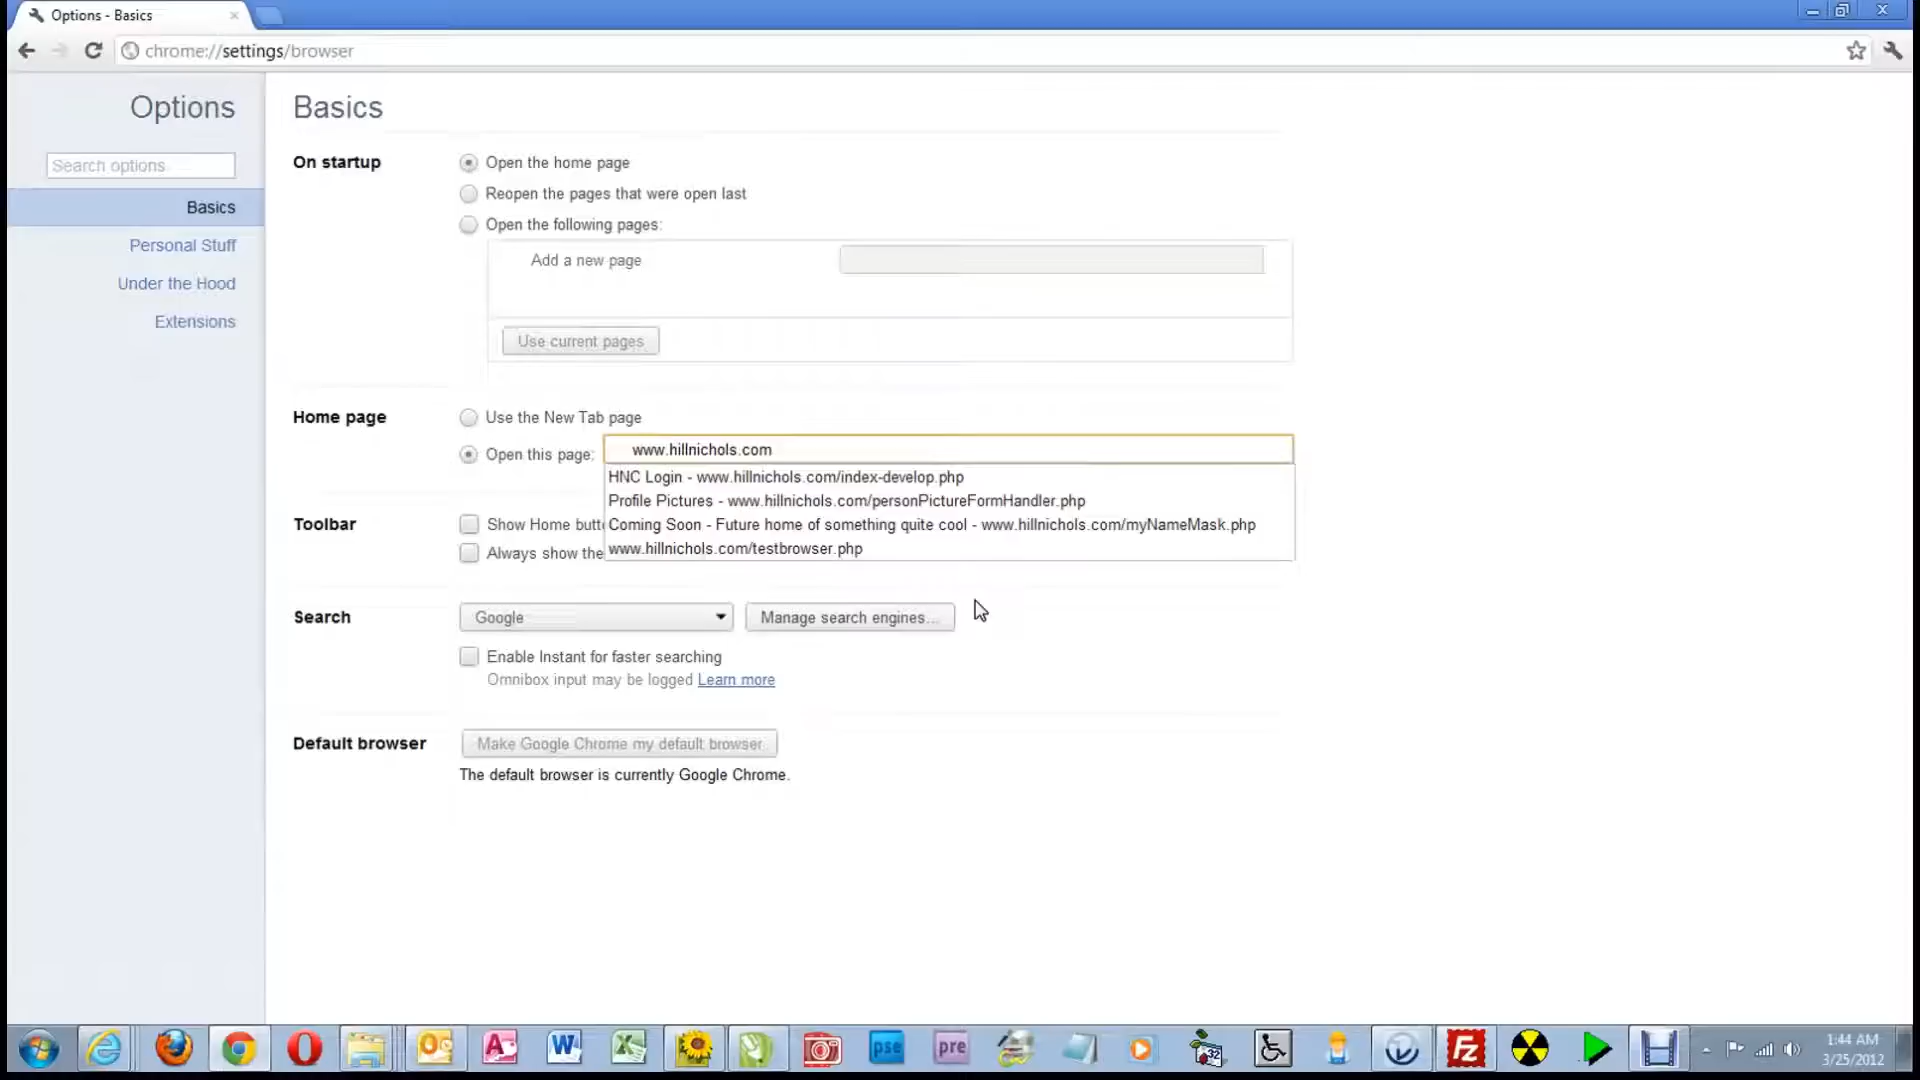 Options - Basics
chrome://settings/browser
Options
Search options
Basics
Personal Stuff
Under the Hood
Extensions
Basics
On startup
Open the home page
Reopen the pages that were open last
Open the following pages:
Add a new page
Use current pages
Home page
Use the New Tab page
Open this page: www.hillnichols.com
HNC Login - www.hillnichols.com/index-develop.php
Profile Pictures - www.hillnichols.com/personPictureFormHandler.php
Toolbar
Show Home butt
Coming Soon - Future home of something quite cool - www.hillnichols.com/myNameMask.php
Always show the
www.hillnichols.com/testbrowser.php
Search
Google
Manage search engines...
Enable Instant for faster searching
Omnibox input may be logged Learn more
Default browser
Make Google Chrome my default browser
The default browser is currently Google Chrome.
pse
pre
32
FZ
1:44 AM
3/25/2012